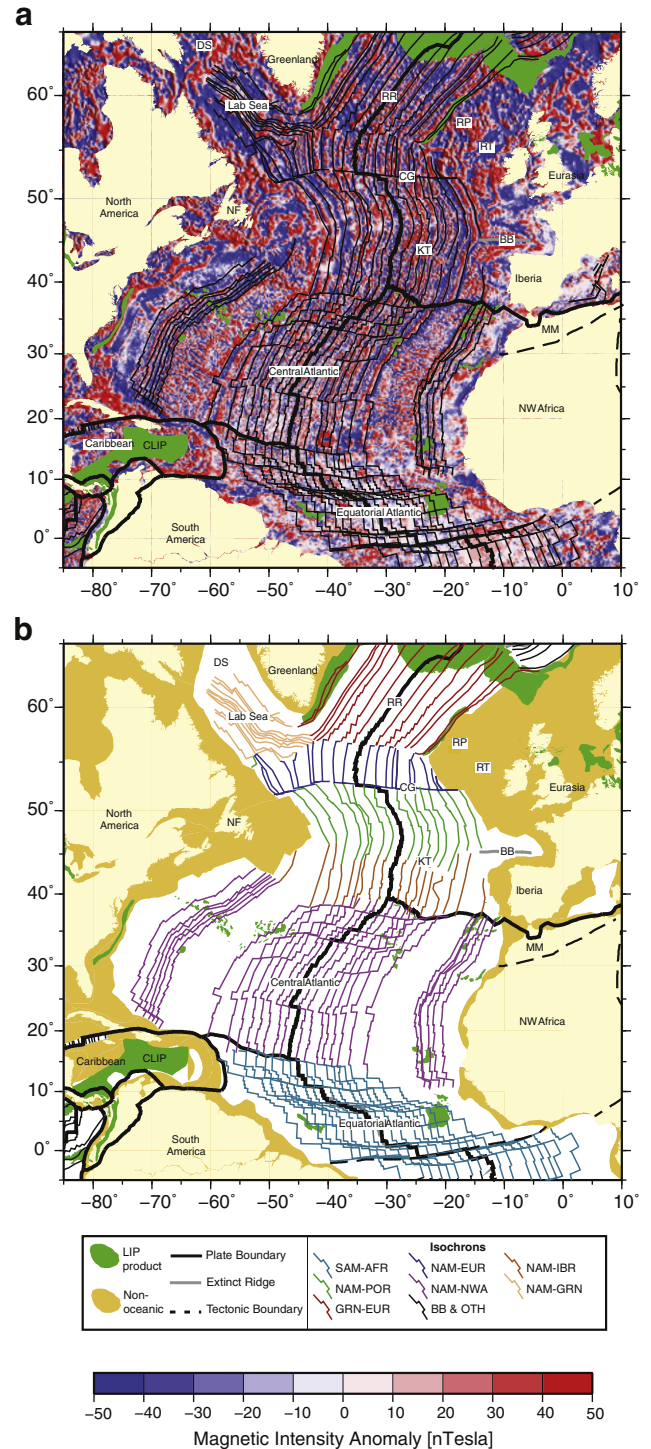 a
DS
Greenland
60˚
Lab Sea
RR
RP
RT
CG
Eurasia
50˚
North
America
NF
KT
BB
40˚
Iberia
MM
30˚
CentralAtlantic
NW Africa
20˚
Caribbean
CLIP
10˚
Equatorial Atlantic
0˚
South
America
−80˚ −70˚ −60˚ −50˚ −40˚ −30˚ −20˚ −10˚ 0˚ 10˚
b
DS
Greenland
60˚
Lab Sea
RR
RP
RT
CG
Eurasia
50˚
North
America
NF
KT
BB
40˚
Iberia
MM
30˚
CentralAtlantic
NW Africa
20˚
Caribbean
CLIP
10˚
EquatorialAtlantic
0˚
South
America
−80˚ −70˚ −60˚ −50˚ −40˚ −30˚ −20˚ −10˚ 0˚ 10˚
LIP
product
Non-
oceanic
Plate Boundary
Extinct Ridge
Tectonic Boundary
Isochrons
SAM-AFR NAM-EUR NAM-IBR
NAM-POR NAM-NWA NAM-GRN
GRN-EUR BB & OTH
−50 −40 −30 −20 −10 0 10 20 30 40 50
Magnetic Intensity Anomaly [nTesla]